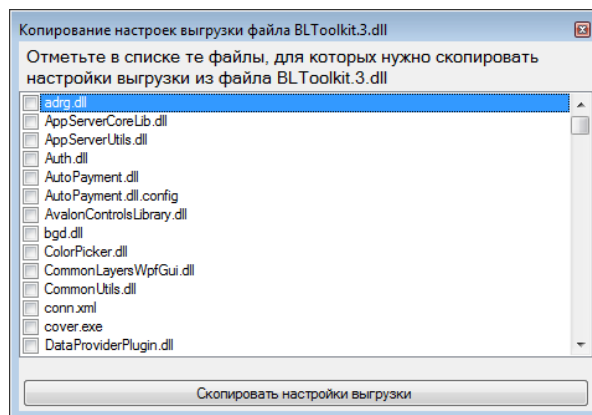 Копирование настроек выгрузки файла BLToolkit.3.dll
Отметьте в списке те файлы, для которых нужно скопировать
настройки выгрузки из файла BLToolkit.3.dll
adrg.dll
AppServerCoreLib.dll
AppServerUtils.dll
Auth.dll
AutoPayment.dll
AutoPayment.dll.config
AvalonControlsLibrary.dll
bgd.dll
ColorPicker.dll
CommonLayersWpfGui.dll
CommonUtils.dll
conn.xml
cover.exe
DataProviderPlugin.dll
Скопировать настройки выгрузки